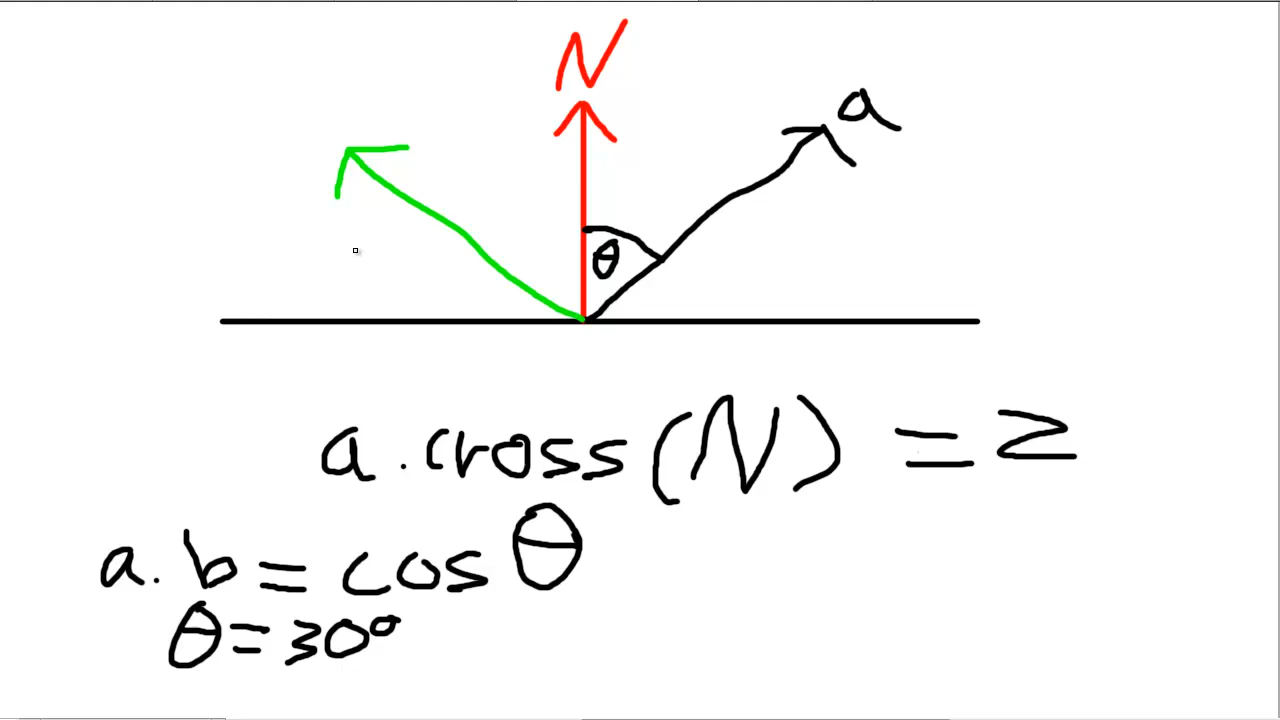 N
a
θ
a.cross(N) = Z
a.b = cos θ
θ = 30°